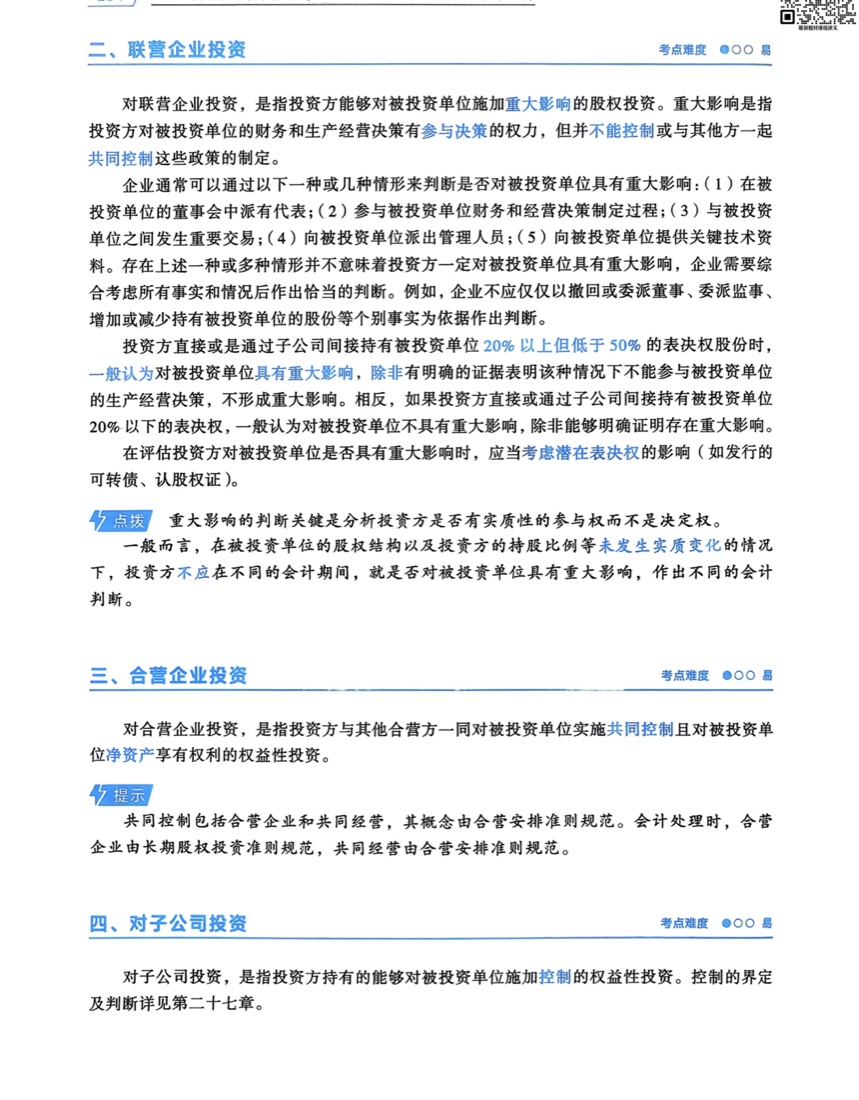 二、联营企业投资
考点难度 易
对联营企业投资，是指投资方能够对被投资单位施加重大影响的股权投资。重大影响是指
投资方对被投资单位的财务和生产经营决策有参与决策的权力，但并不能控制或与其他方一起
共同控制这些政策的制定。
企业通常可以通过以下一种或几种情形来判断是否对被投资单位具有重大影响：（1）在被
投资单位的董事会中派有代表；（2）参与被投资单位财务和经营决策制定过程；（3）与被投资
单位之间发生重要交易；（4）向被投资单位派出管理人员；（5）向被投资单位提供关键技术资
料。存在上述一种或多种情形并不意味着投资方一定对被投资单位具有重大影响，企业需要综
合考虑所有事实和情况后作出恰当的判断。例如，企业不应仅仅以撤回或委派董事、委派监事、
增加或减少持有被投资单位的股份等个别事实为依据作出判断。
投资方直接或是通过子公司间接持有被投资单位 20% 以上但低于 50% 的表决权股份时，
一般认为对被投资单位具有重大影响，除非有明确的证据表明该种情况下不能参与被投资单位
的生产经营决策，不形成重大影响。相反，如果投资方直接或通过子公司间接持有被投资单位
20% 以下的表决权，一般认为对被投资单位不具有重大影响，除非能够明确证明存在重大影响。
在评估投资方对被投资单位是否具有重大影响时，应当考虑潜在表决权的影响（如发行的
可转债、认股权证）。
点拨 重大影响的判断关键是分析投资方是否有实质性的参与权而不是决定权。
一般而言，在被投资单位的股权结构以及投资方的持股比例等未发生实质变化的情况
下，投资方不应在不同的会计期间，就是否对被投资单位具有重大影响，作出不同的会计
判断。
三、合营企业投资
考点难度 易
对合营企业投资，是指投资方与其他合营方一同对被投资单位实施共同控制且对被投资单
位净资产享有权利的权益性投资。
提示
共同控制包括合营企业和共同经营，其概念由合营安排准则规范。会计处理时，合营
企业由长期股权投资准则规范，共同经营由合营安排准则规范。
四、对子公司投资
考点难度 易
对子公司投资，是指投资方持有的能够对被投资单位施加控制的权益性投资。控制的界定
及判断详见第二十七章。